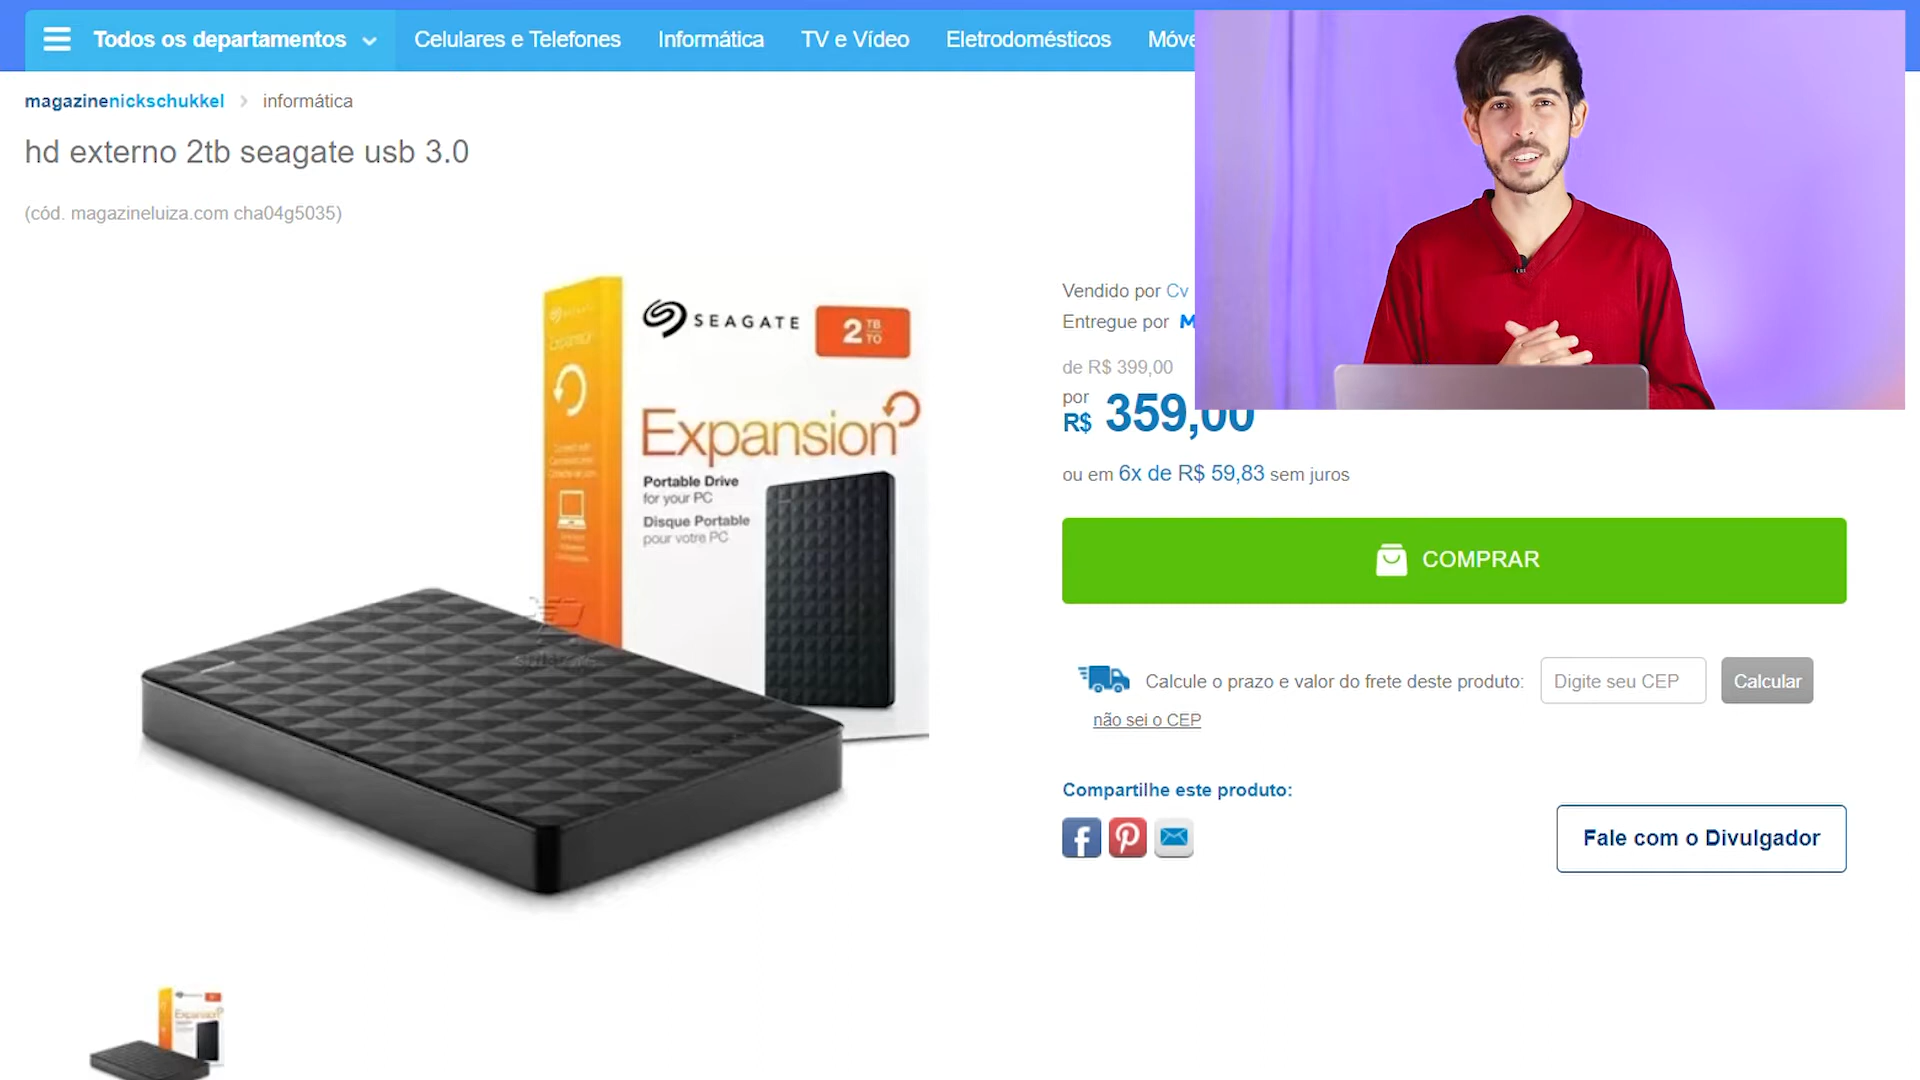 Todos os departamentos
Celulares e Telefones
Informática
TV e Vídeo
Eletrodomésticos
Móve
magazinenickschukkel
informática
hd externo 2tb seagate usb 3.0
(cód. magazineluiza.com cha04g5035)
SEAGATE
2 TB TO
Expansion
Portable Drive
for your PC
Disque Portable
pour votre PC
Vendido por Cv
Entregue por M
de R$ 399,00
por
R$ 359,00
ou em 6x de R$ 59,83 sem juros
COMPRAR
Calcule o prazo e valor do frete deste produto:
Digite seu CEP
Calcular
não sei o CEP
Compartilhe este produto:
Fale com o Divulgador
Expansion